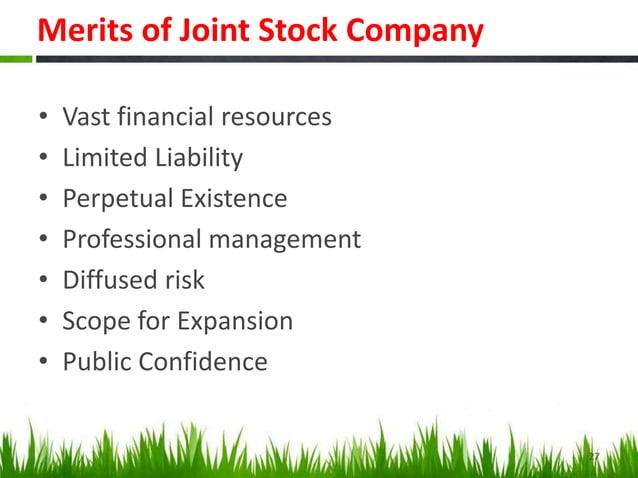 Merits of Joint Stock Company
• Vast financial resources
• Limited Liability
• Perpetual Existence
• Professional management
• Diffused risk
• Scope for Expansion
• Public Confidence
27